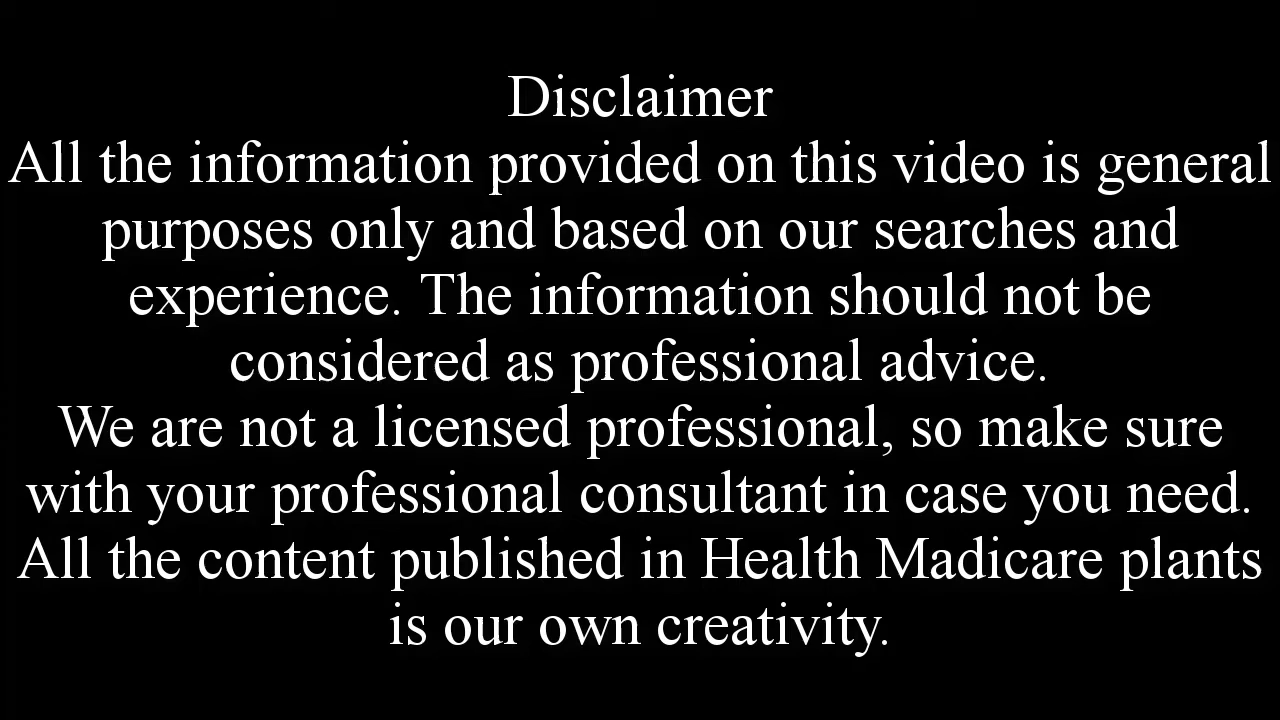 Disclaimer
All the information provided on this video is general
purposes only and based on our searches and
experience. The information should not be
considered as professional advice.
We are not a licensed professional, so make sure
with your professional consultant in case you need.
All the content published in Health Madicare plants
is our own creativity.